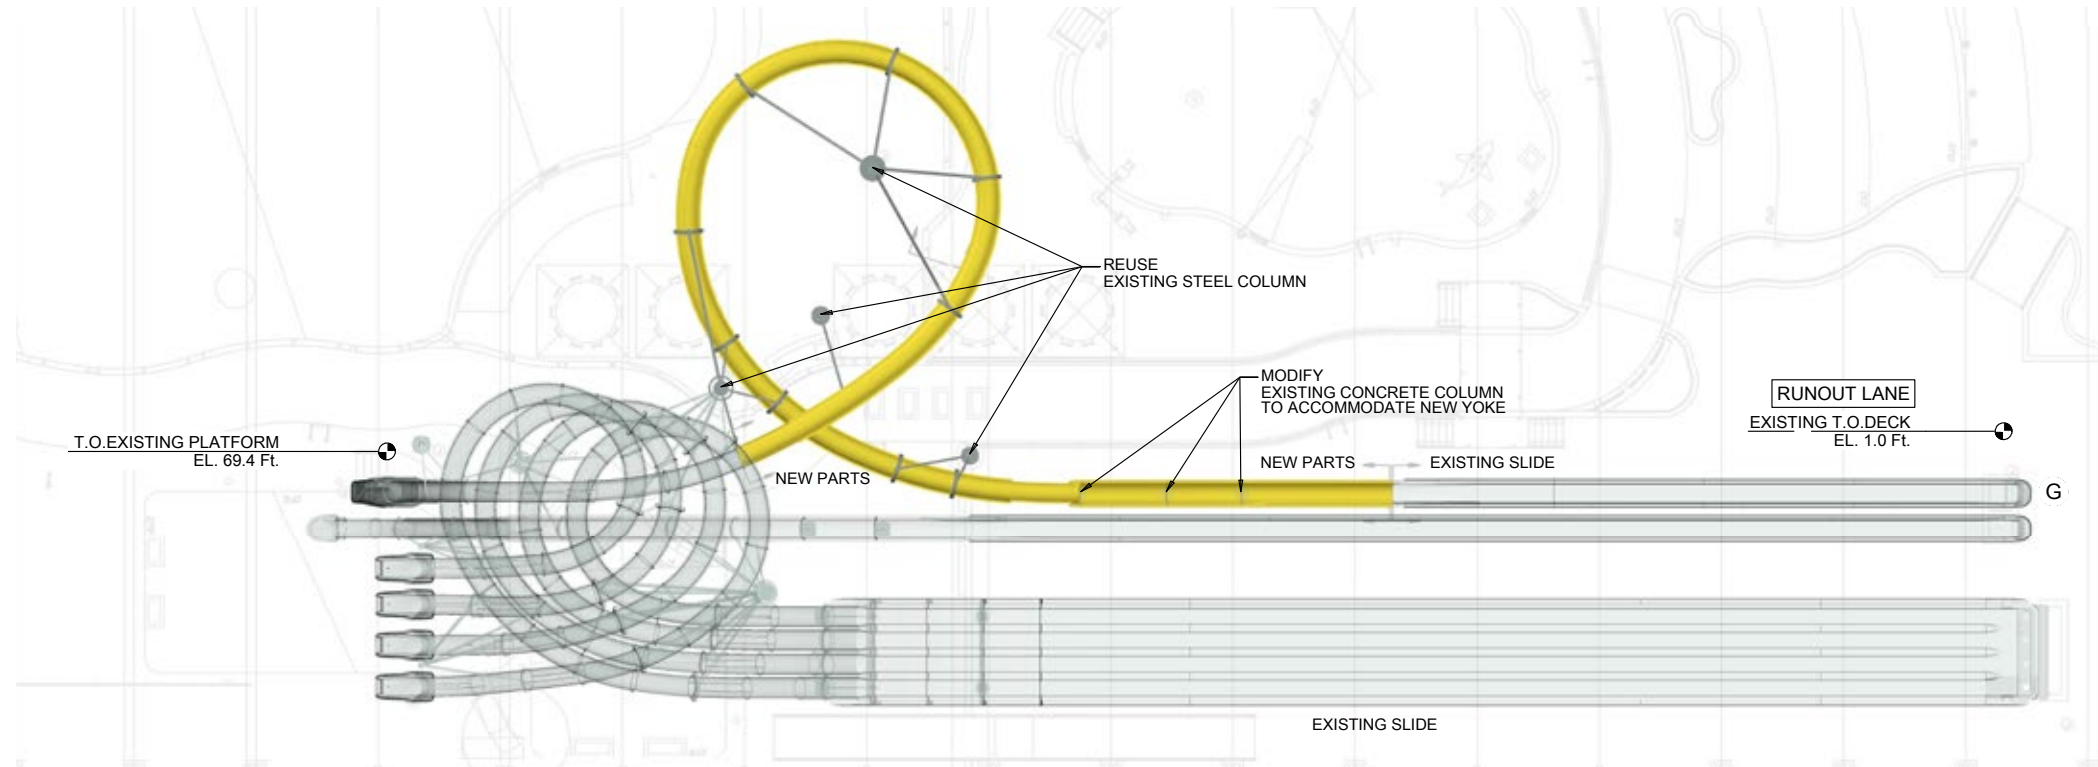 REUSE
EXISTING STEEL COLUMN
MODIFY
EXISTING CONCRETE COLUMN
TO ACCOMMODATE NEW YOKE
RUNOUT LANE
EXISTING T.O.DECK
EL. 1.0 Ft.
T.O.EXISTING PLATFORM
EL. 69.4 Ft.
NEW PARTS
NEW PARTS
EXISTING SLIDE
G
EXISTING SLIDE